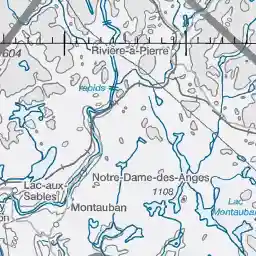 Rivière-à-Pierre
604
rapids
Notre-Dame-des-Anges
Lac-aux-
Sables
1108
Montauban
Lac
Montauban